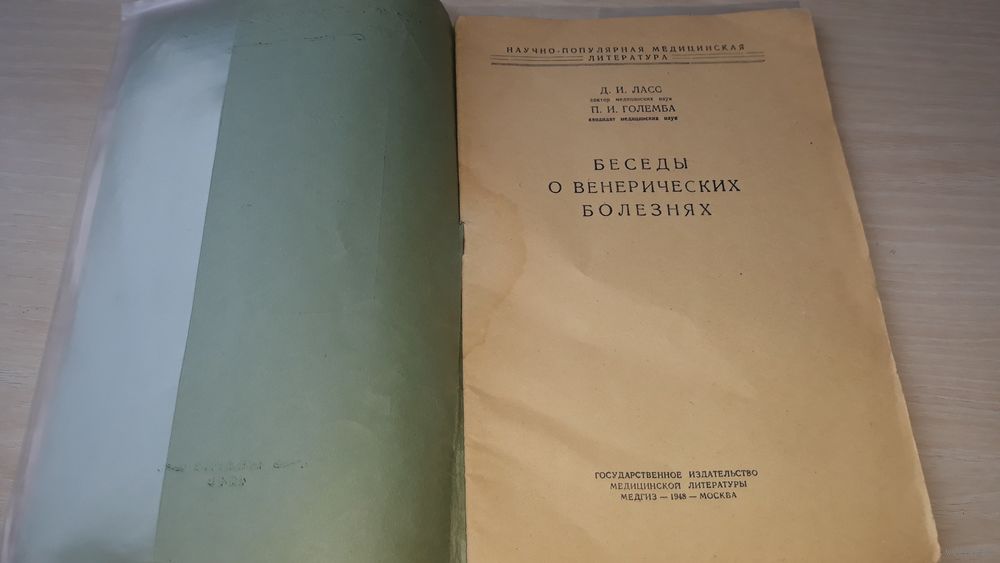 НАУЧНО-ПОПУЛЯРНАЯ МЕДИЦИНСКАЯ
ЛИТЕРАТУРА
Д. И. ЛАСС
доктор медицинских наук
П. И. ГОЛЕМБА
кандидат медицинских наук
БЕСЕДЫ
О ВЕНЕРИЧЕСКИХ
БОЛЕЗНЯХ
ГОСУДАРСТВЕННОЕ ИЗДАТЕЛЬСТВО
МЕДИЦИНСКОЙ ЛИТЕРАТУРЫ
МЕДГИЗ — 1948 — МОСКВА